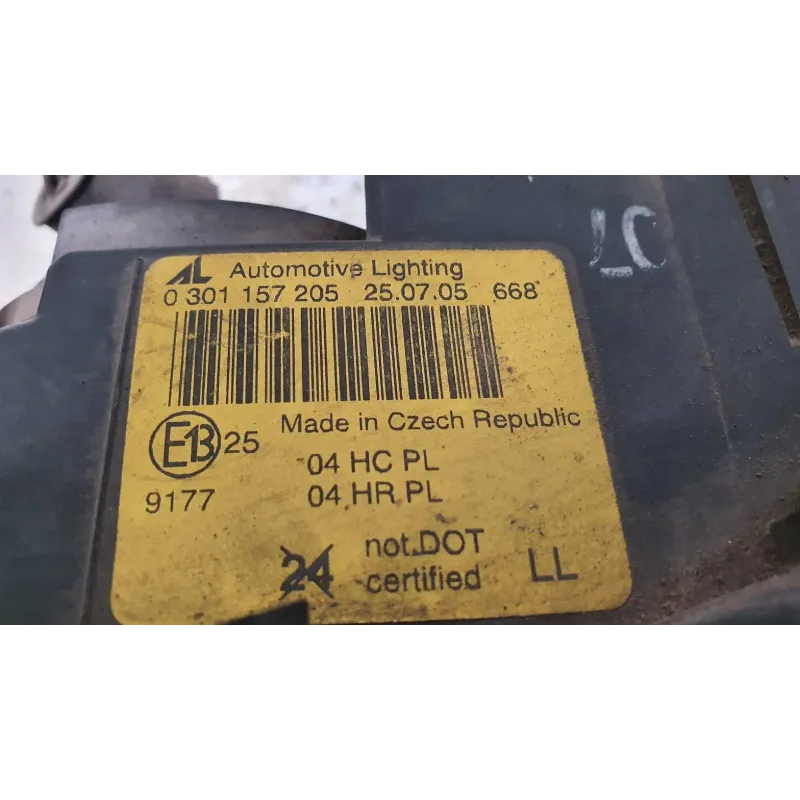 AL Automotive Lighting
0 301 157 205 25.07.05 668
Made in Czech Republic
E13 25
04 HC PL
9177 04 HR PL
24 not.DOT
certified LL